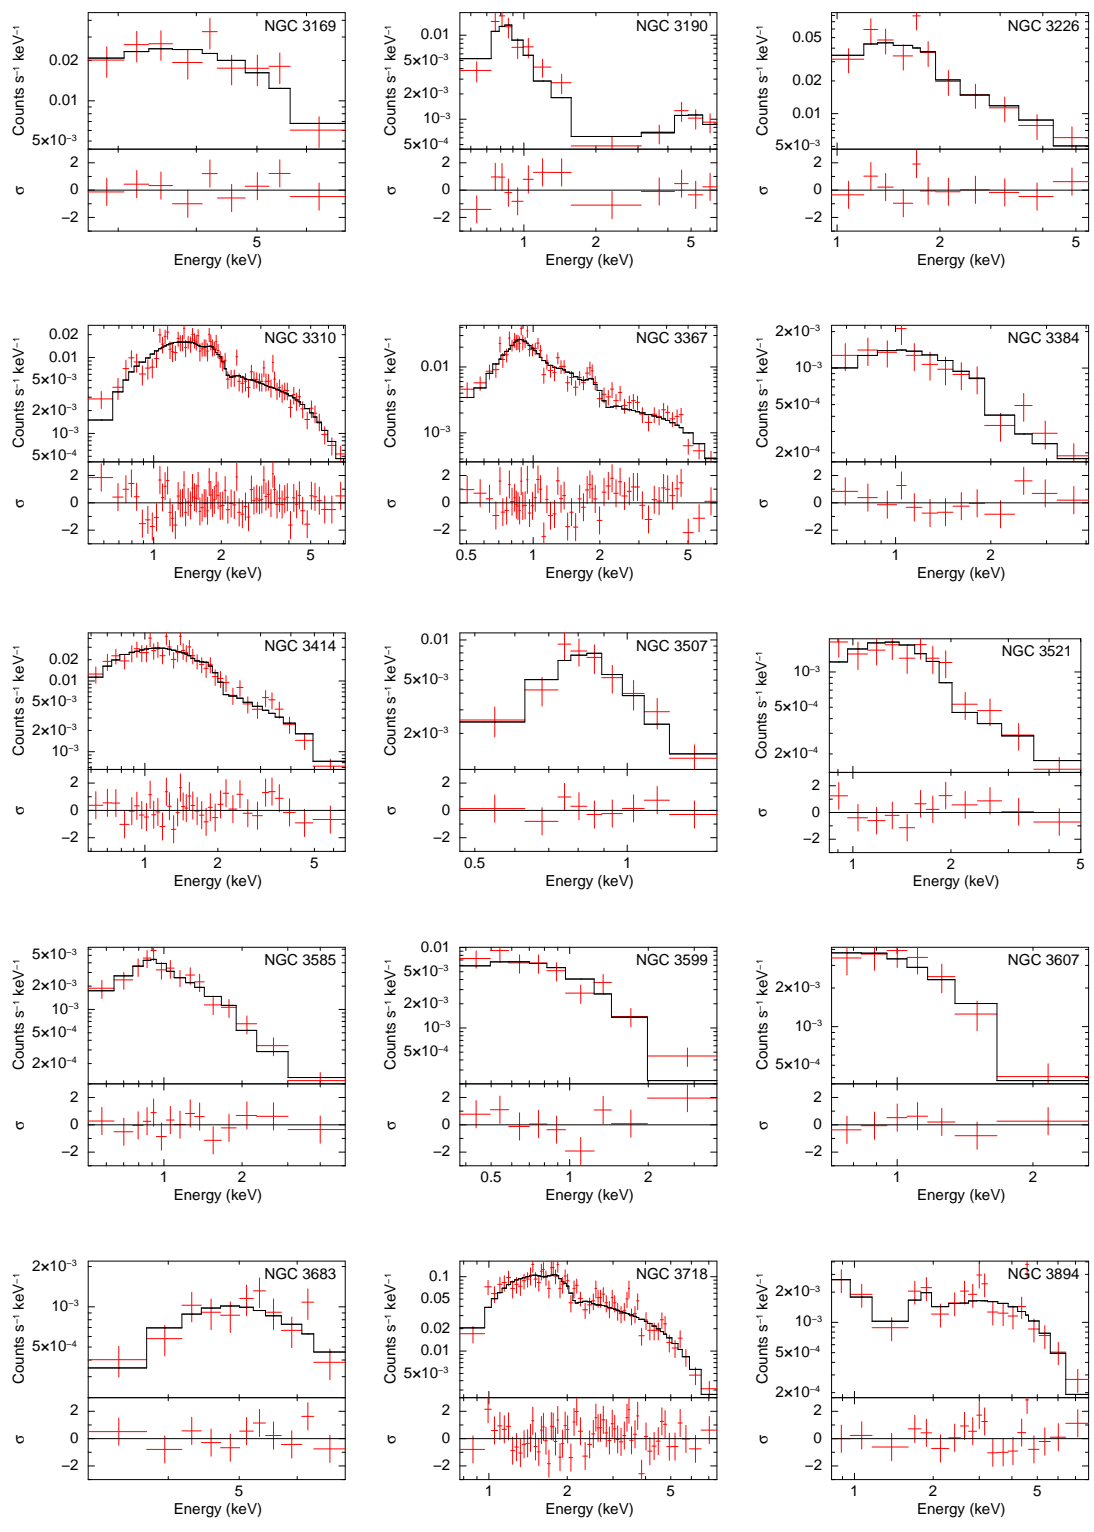 NGC 3169
Counts s⁻¹ keV⁻¹
0.02
0.01
5×10⁻³
σ
2
0
−2
5
Energy (keV)
NGC 3190
Counts s⁻¹ keV⁻¹
0.01
5×10⁻³
2×10⁻³
10⁻³
5×10⁻⁴
σ
2
0
−2
1
2
5
Energy (keV)
NGC 3226
Counts s⁻¹ keV⁻¹
0.05
0.02
0.01
5×10⁻³
σ
2
0
−2
1
2
5
Energy (keV)
NGC 3310
Counts s⁻¹ keV⁻¹
0.02
0.01
5×10⁻³
2×10⁻³
10⁻³
5×10⁻⁴
σ
2
0
−2
1
2
5
Energy (keV)
NGC 3367
Counts s⁻¹ keV⁻¹
0.01
10⁻³
σ
2
0
−2
0.5
1
2
5
Energy (keV)
NGC 3384
Counts s⁻¹ keV⁻¹
2×10⁻³
10⁻³
5×10⁻⁴
2×10⁻⁴
σ
2
0
−2
1
2
4
Energy (keV)
NGC 3414
Counts s⁻¹ keV⁻¹
0.02
0.01
5×10⁻³
2×10⁻³
10⁻³
σ
2
0
−2
1
2
5
Energy (keV)
NGC 3507
Counts s⁻¹ keV⁻¹
0.01
5×10⁻³
2×10⁻³
σ
2
0
−2
0.5
1
Energy (keV)
NGC 3521
Counts s⁻¹ keV⁻¹
10⁻³
5×10⁻⁴
2×10⁻⁴
σ
2
0
−2
1
2
5
Energy (keV)
NGC 3585
Counts s⁻¹ keV⁻¹
5×10⁻³
2×10⁻³
10⁻³
5×10⁻⁴
2×10⁻⁴
σ
2
0
−2
1
2
Energy (keV)
NGC 3599
Counts s⁻¹ keV⁻¹
0.01
5×10⁻³
2×10⁻³
10⁻³
5×10⁻⁴
σ
2
0
−2
0.5
1
2
Energy (keV)
NGC 3607
Counts s⁻¹ keV⁻¹
2×10⁻³
10⁻³
σ
2
0
−2
1
2
Energy (keV)
NGC 3683
Counts s⁻¹ keV⁻¹
2×10⁻³
10⁻³
5×10⁻⁴
σ
2
0
−2
5
Energy (keV)
NGC 3718
Counts s⁻¹ keV⁻¹
0.1
0.05
0.02
0.01
5×10⁻³
σ
2
0
−2
1
2
5
Energy (keV)
NGC 3894
Counts s⁻¹ keV⁻¹
5×10⁻³
2×10⁻³
10⁻³
5×10⁻⁴
2×10⁻⁴
σ
2
0
−2
1
2
5
Energy (keV)